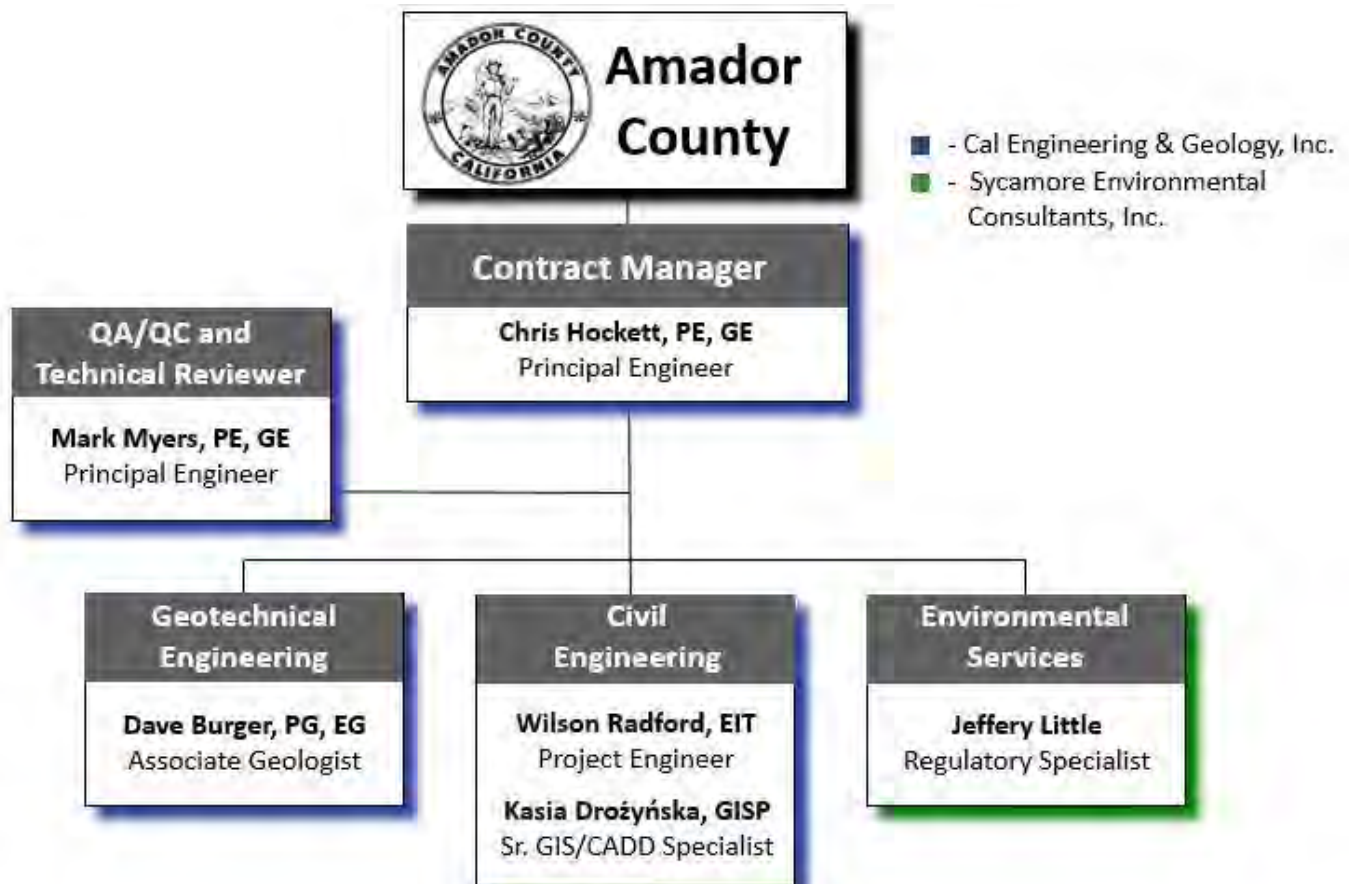 AMADOR COUNTY
CALIFORNIA
Amador
County
- Cal Engineering & Geology, Inc.
- Sycamore Environmental
Consultants, Inc.
Contract Manager
Chris Hockett, PE, GE
Principal Engineer
QA/QC and
Technical Reviewer
Mark Myers, PE, GE
Principal Engineer
Geotechnical
Engineering
Dave Burger, PG, EG
Associate Geologist
Civil
Engineering
Wilson Radford, EIT
Project Engineer
Kasia Drożyńska, GISP
Sr. GIS/CADD Specialist
Environmental
Services
Jeffery Little
Regulatory Specialist